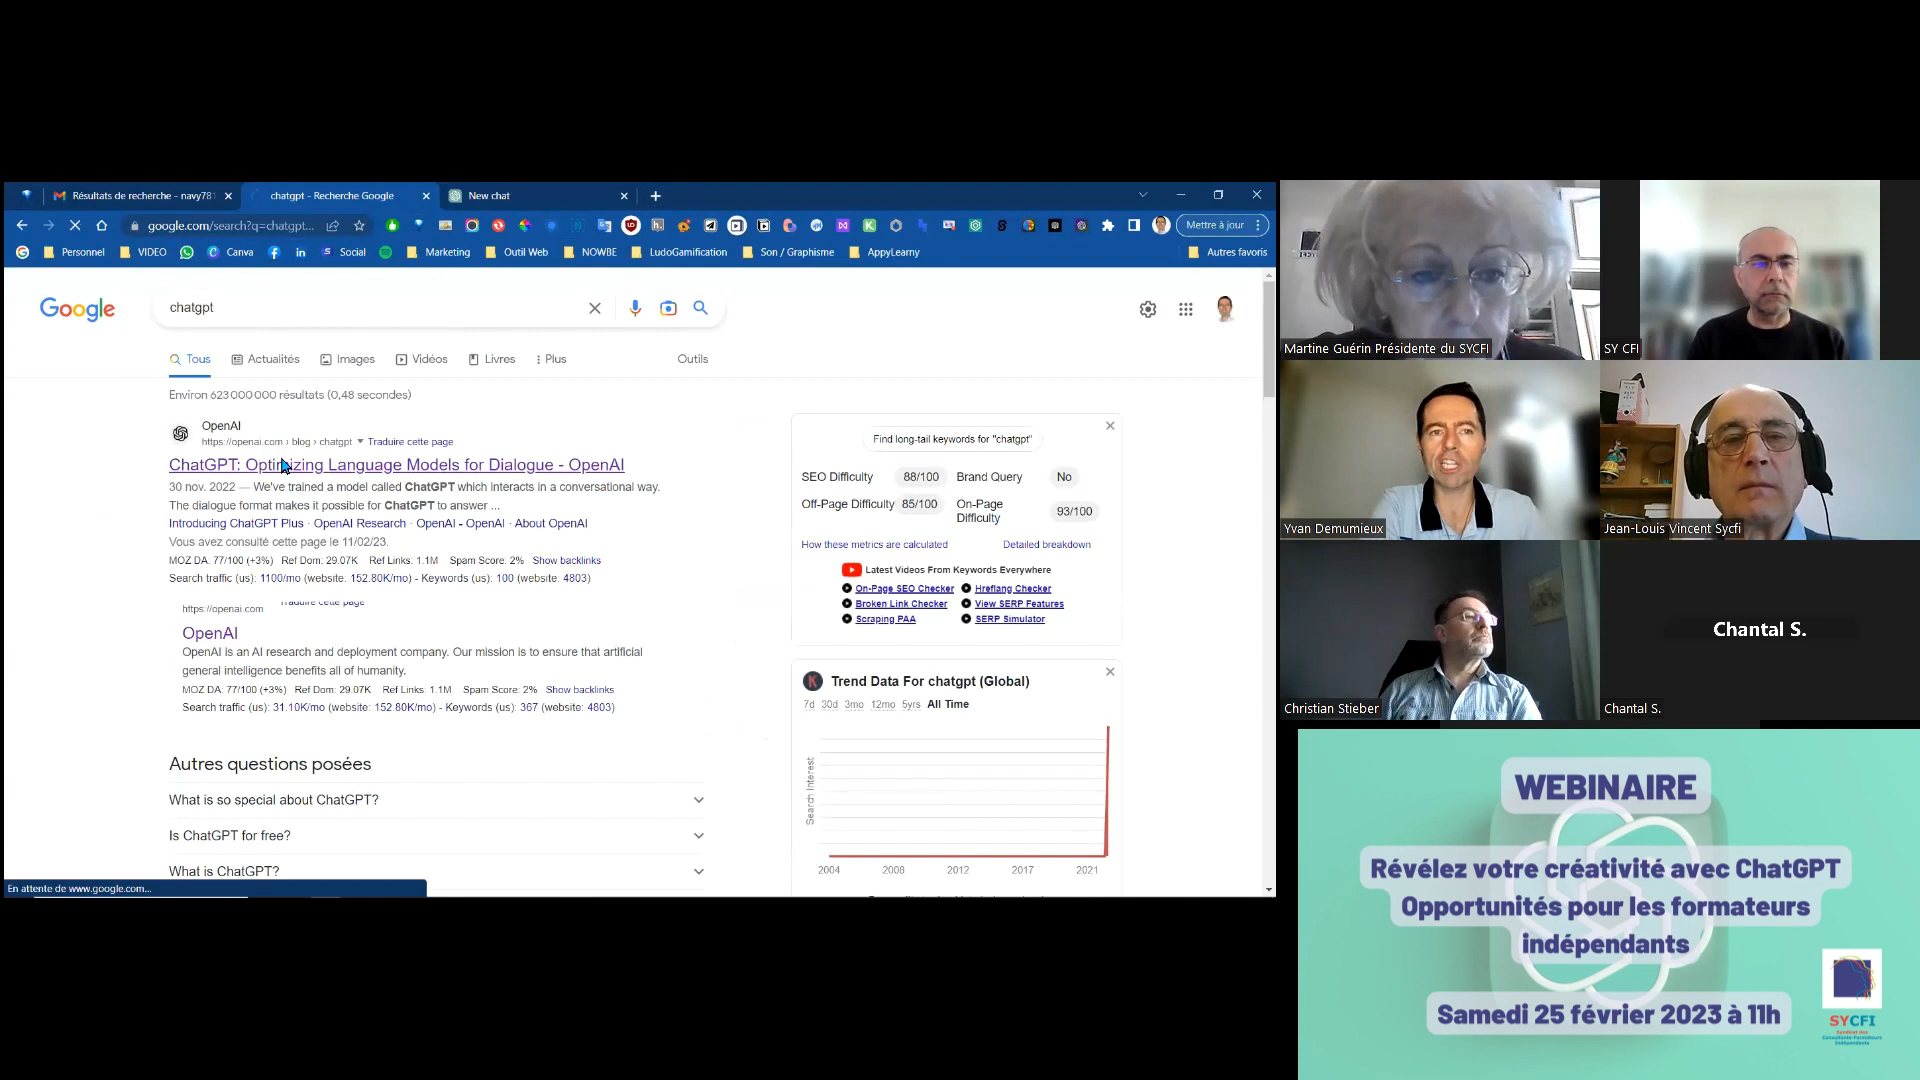 Résultats de recherche - navy781
chatgpt - Recherche Google
New chat
google.com/search?q=chatgpt...
Mettre à jour
Personnel
VIDEO
Canva
Social
Marketing
Outil Web
NOWBE
LudoGamification
Son / Graphisme
AppyLearny
Autres favoris
Google
chatgpt
Tous
Actualités
Images
Vidéos
Livres
Plus
Outils
Environ 623 000 000 résultats (0,48 secondes)
OpenAI
https://openai.com › blog › chatgpt
Traduire cette page
ChatGPT: Optimizing Language Models for Dialogue - OpenAI
30 nov. 2022 — We've trained a model called ChatGPT which interacts in a conversational way.
The dialogue format makes it possible for ChatGPT to answer ...
Introducing ChatGPT Plus · OpenAI Research · OpenAI - OpenAI · About OpenAI
Vous avez consulté cette page le 11/02/23.
MOZ DA: 77/100 (+3%) Ref Dom: 29.07K Ref Links: 1.1M Spam Score: 2% Show backlinks
Search traffic (us): 1100/mo (website: 152.80K/mo) - Keywords (us): 100 (website: 4803)
https://openai.com
Traduire cette page
OpenAI
OpenAI is an AI research and deployment company. Our mission is to ensure that artificial
general intelligence benefits all of humanity.
MOZ DA: 77/100 (+3%) Ref Dom: 29.07K Ref Links: 1.1M Spam Score: 2% Show backlinks
Search traffic (us): 31.10K/mo (website: 152.80K/mo) - Keywords (us): 367 (website: 4803)
Autres questions posées
What is so special about ChatGPT?
Is ChatGPT for free?
What is ChatGPT?
En attente de www.google.com...
Find long-tail keywords for "chatgpt"
SEO Difficulty 88/100 Brand Query No
Off-Page Difficulty 85/100 On-Page Difficulty 93/100
How these metrics are calculated
Detailed breakdown
Latest Videos From Keywords Everywhere
On-Page SEO Checker
Hreflang Checker
Broken Link Checker
View SERP Features
Scraping PAA
SERP Simulator
Trend Data For chatgpt (Global)
7d 30d 3mo 12mo 5yrs All Time
Search Interest
2004 2008 2012 2017 2021
Martine Guérin Présidente du SYCFI
SY CFI
Yvan Demumieux
Jean-Louis Vincent Sycfi
Christian Stieber
Chantal S.
Chantal S.
WEBINAIRE
Révélez votre créativité avec ChatGPT
Opportunités pour les formateurs
indépendants
Samedi 25 février 2023 à 11h
SYCFI
Syndicat des
Consultants-Formateurs
Indépendants